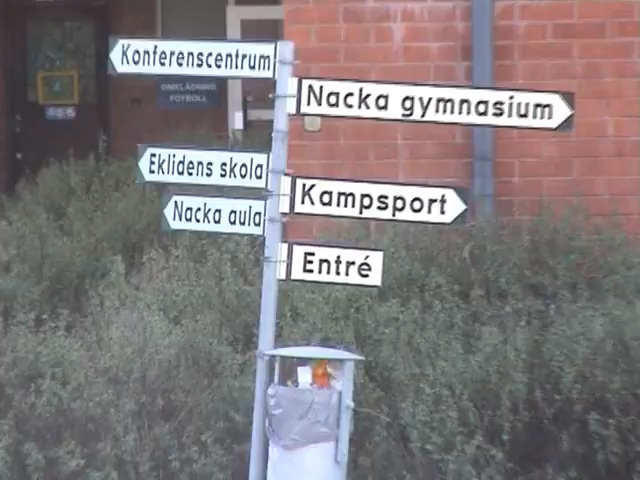 Konferenscentrum
OMKLÄDNING
FOTBOLL
Nacka gymnasium
Eklidens skola
Kampsport
Nacka aula
Entré